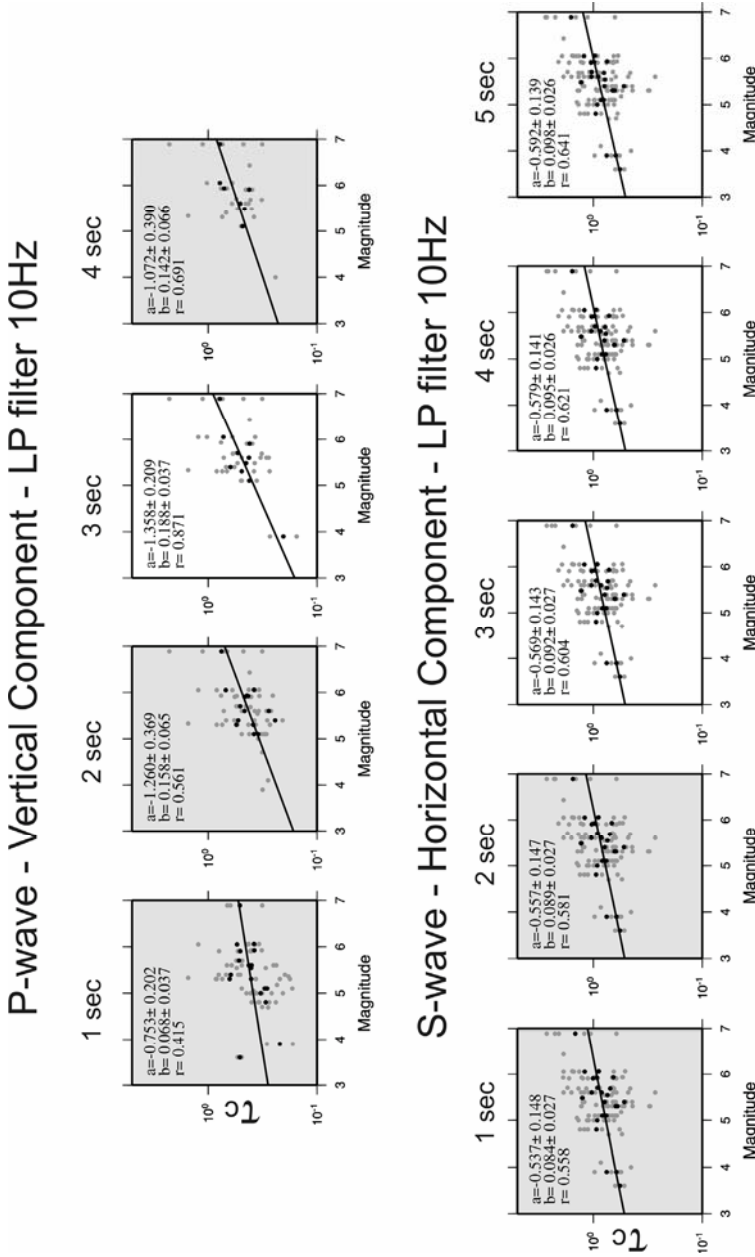 P-wave - Vertical Component - LP filter 10Hz
1 sec
a=-0.753± 0.202
b= 0.068± 0.037
r= 0.415
10⁰
10⁻¹
τc
3 4 5 6 7
Magnitude
2 sec
a=-1.260± 0.369
b= 0.158± 0.065
r= 0.561
10⁰
10⁻¹
3 4 5 6 7
Magnitude
3 sec
a=-1.358± 0.209
b= 0.188± 0.037
r= 0.871
10⁰
10⁻¹
3 4 5 6 7
Magnitude
4 sec
a=-1.072± 0.390
b= 0.142± 0.066
r= 0.691
10⁰
10⁻¹
3 4 5 6 7
Magnitude
S-wave - Horizontal Component - LP filter 10Hz
1 sec
a=-0.537± 0.148
b= 0.084± 0.027
r= 0.558
10⁰
10⁻¹
τc
3 4 5 6 7
Magnitude
2 sec
a=-0.557± 0.147
b= 0.089± 0.027
r= 0.581
10⁰
10⁻¹
3 4 5 6 7
Magnitude
3 sec
a=-0.569± 0.143
b= 0.092± 0.027
r= 0.604
10⁰
10⁻¹
3 4 5 6 7
Magnitude
4 sec
a=-0.579± 0.141
b= 0.095± 0.026
r= 0.621
10⁰
10⁻¹
3 4 5 6 7
Magnitude
5 sec
a=-0.592± 0.139
b= 0.098± 0.026
r= 0.641
10⁰
10⁻¹
3 4 5 6 7
Magnitude